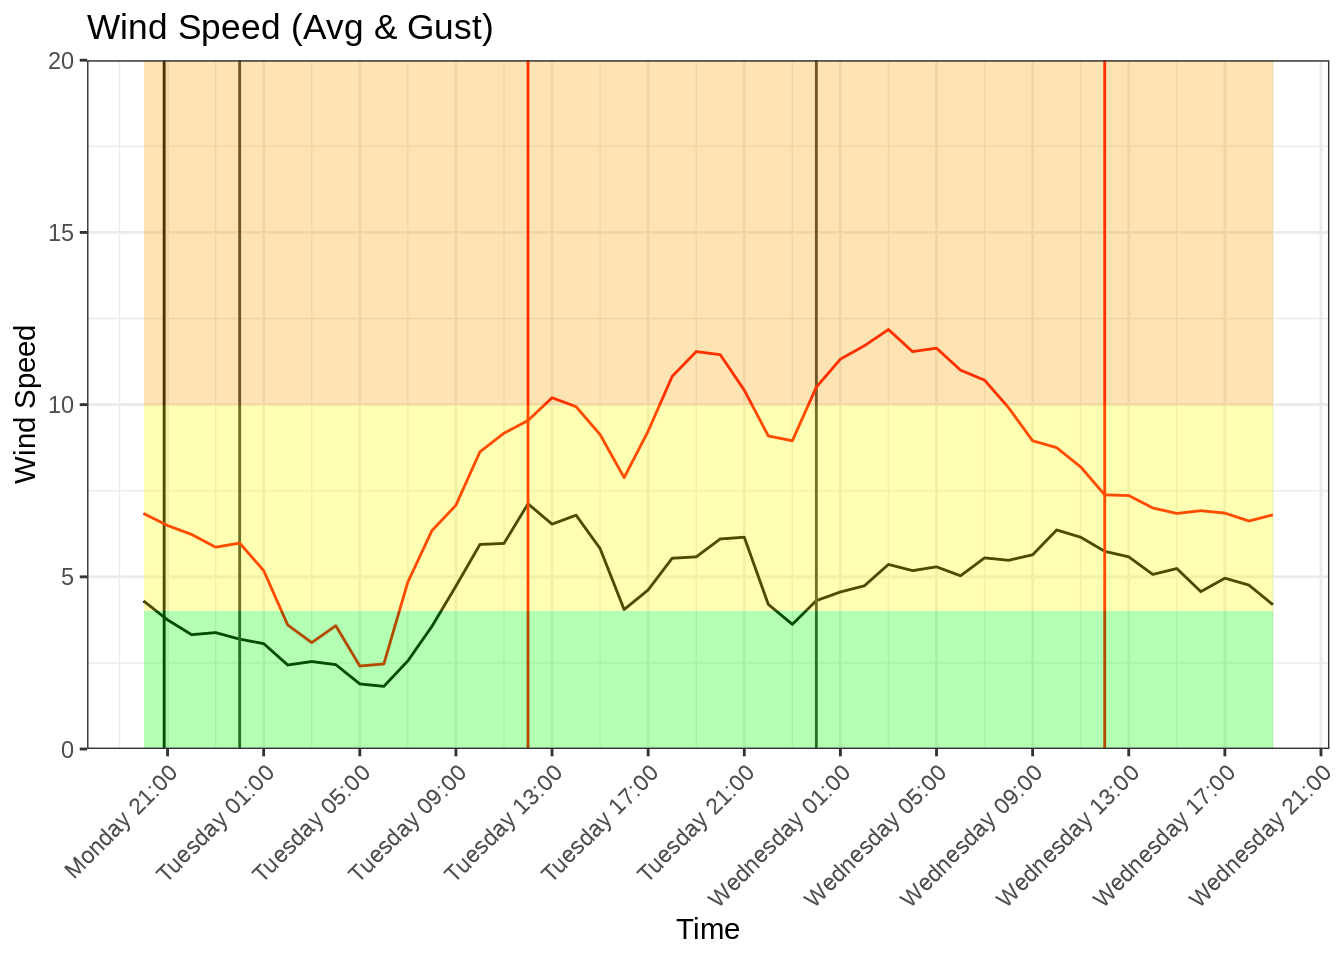 Wind Speed (Avg & Gust)
20
15
10
5
0
Wind Speed
Monday 21:00
Tuesday 01:00
Tuesday 05:00
Tuesday 09:00
Tuesday 13:00
Tuesday 17:00
Tuesday 21:00
Wednesday 01:00
Wednesday 05:00
Wednesday 09:00
Wednesday 13:00
Wednesday 17:00
Wednesday 21:00
Time